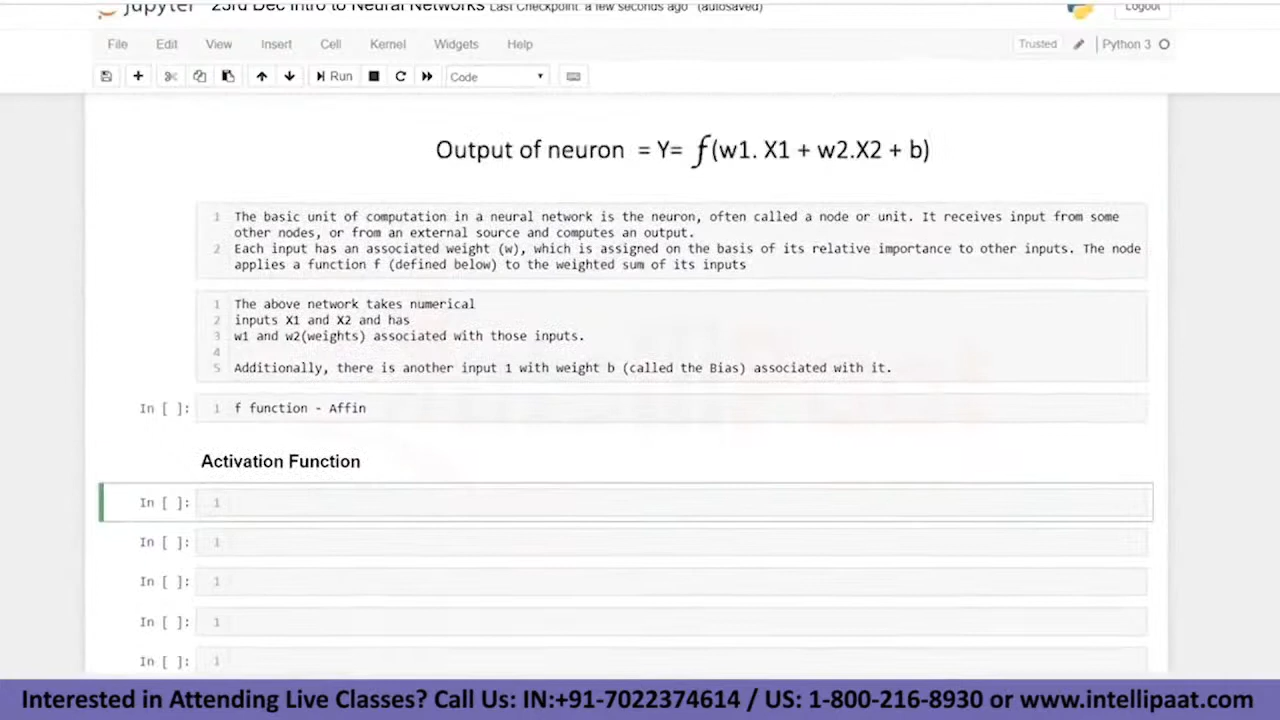 jupyter 23rd Dec Intro to Neural Networks Last Checkpoint: a few seconds ago (autosaved) Logout
File Edit View Insert Cell Kernel Widgets Help Trusted Python 3
Run Code
Output of neuron = Y= f(w1. X1 + w2.X2 + b)
1 The basic unit of computation in a neural network is the neuron, often called a node or unit. It receives input from some
other nodes, or from an external source and computes an output.
2 Each input has an associated weight (w), which is assigned on the basis of its relative importance to other inputs. The node
applies a function f (defined below) to the weighted sum of its inputs
1 The above network takes numerical
2 inputs X1 and X2 and has
3 w1 and w2(weights) associated with those inputs.
4
5 Additionally, there is another input 1 with weight b (called the Bias) associated with it.
In [ ]: 1 f function - Affin
Activation Function
In [ ]: 1
In [ ]: 1
In [ ]: 1
In [ ]: 1
In [ ]: 1
Interested in Attending Live Classes? Call Us: IN:+91-7022374614 / US: 1-800-216-8930 or www.intellipaat.com